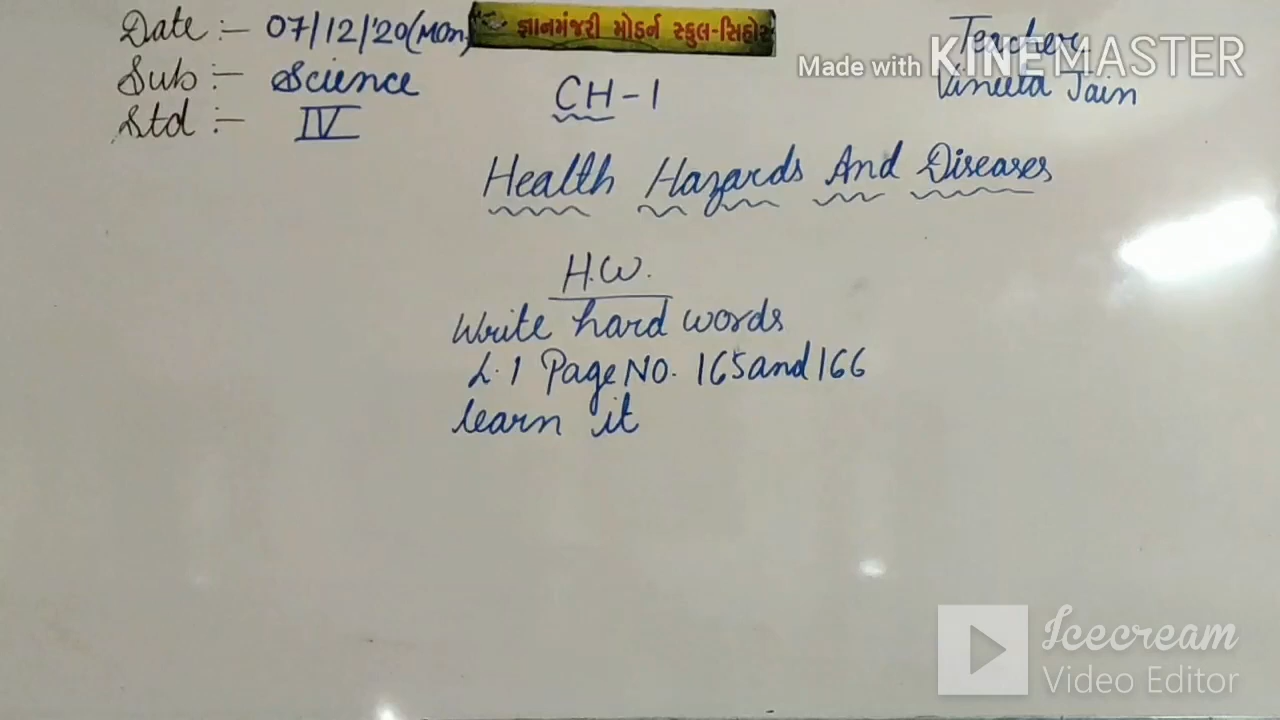 Date :- 07/12/'20(Mon)
જ્ઞાનમંજરી મોડર્ન સ્કુલ-સિહોર
Teacher
Made with KINEMASTER
Sub :- Science
CH-1
Vineeta Jain
Std :- IV
Health Hazards And Diseases
H.W.
Write hard words
L.1 Page No. 165 and 166
learn it
Icecream
Video Editor